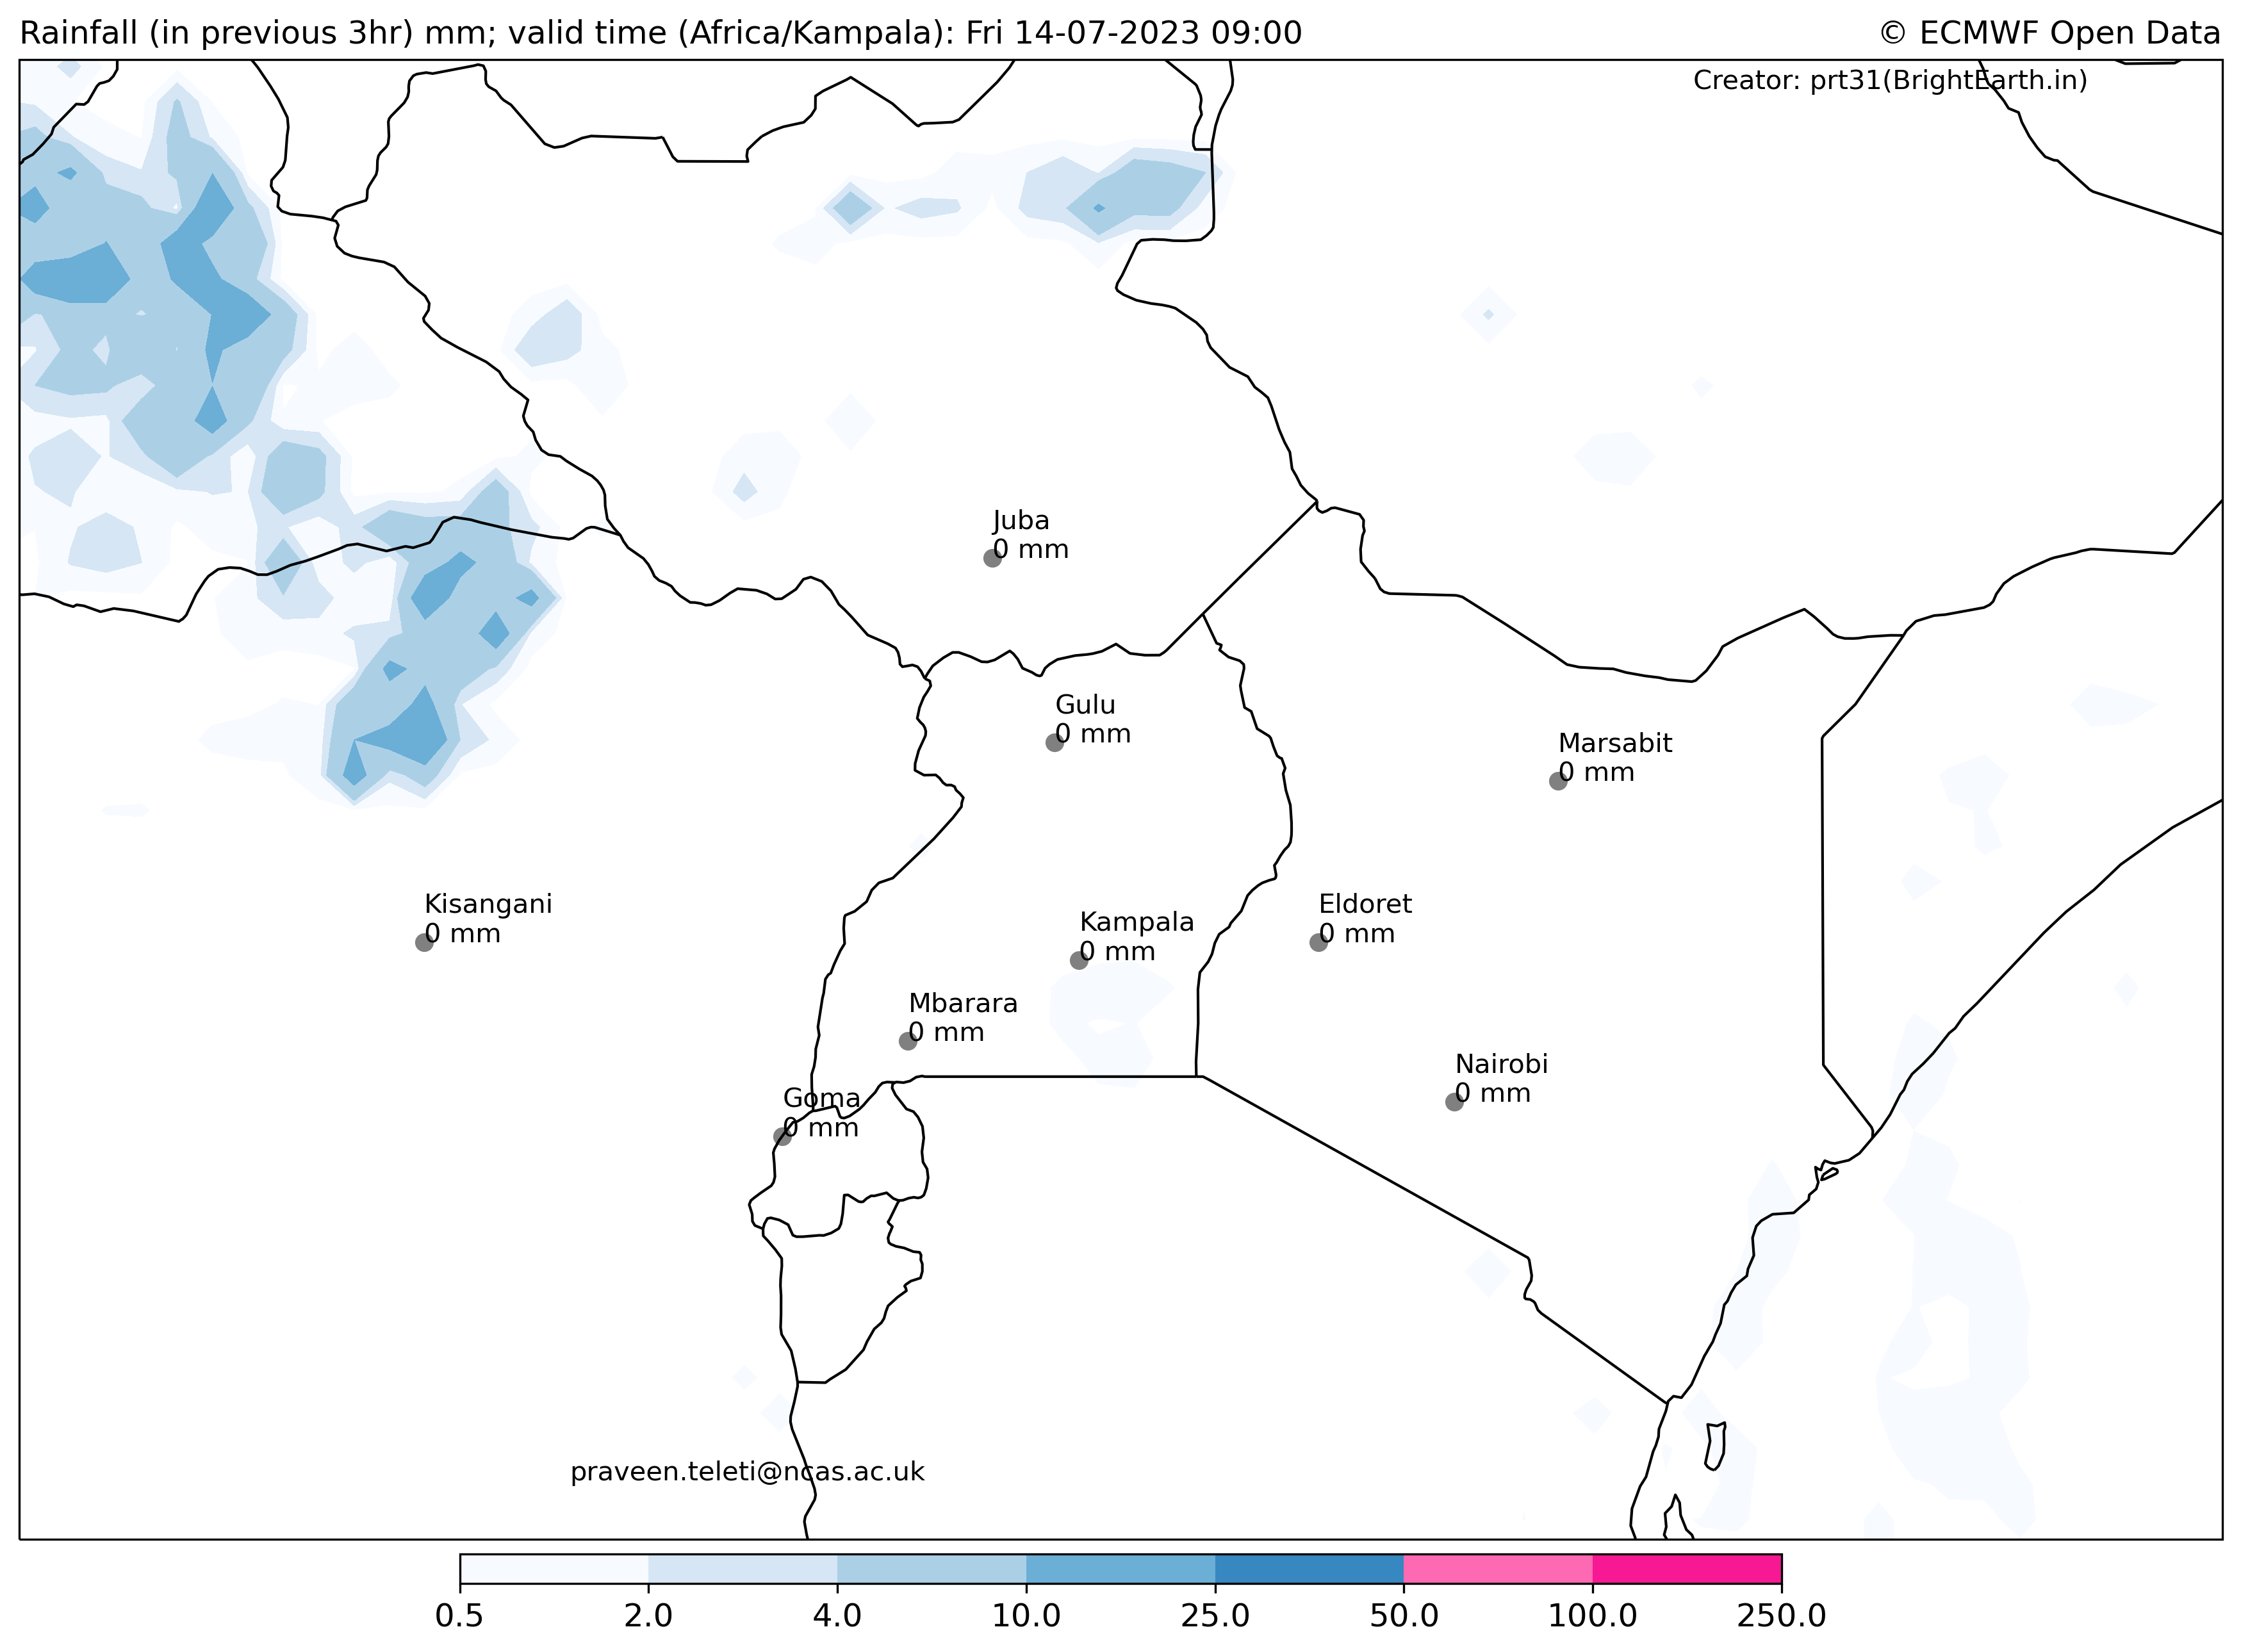 Rainfall (in previous 3hr) mm; valid time (Africa/Kampala): Fri 14-07-2023 09:00
© ECMWF Open Data
Creator: prt31(BrightEarth.in)
Juba
0 mm
Gulu
0 mm
Marsabit
0 mm
Kisangani
0 mm
Kampala
0 mm
Eldoret
0 mm
Mbarara
0 mm
Nairobi
0 mm
Goma
0 mm
praveen.teleti@ncas.ac.uk
0.5 2.0 4.0 10.0 25.0 50.0 100.0 250.0